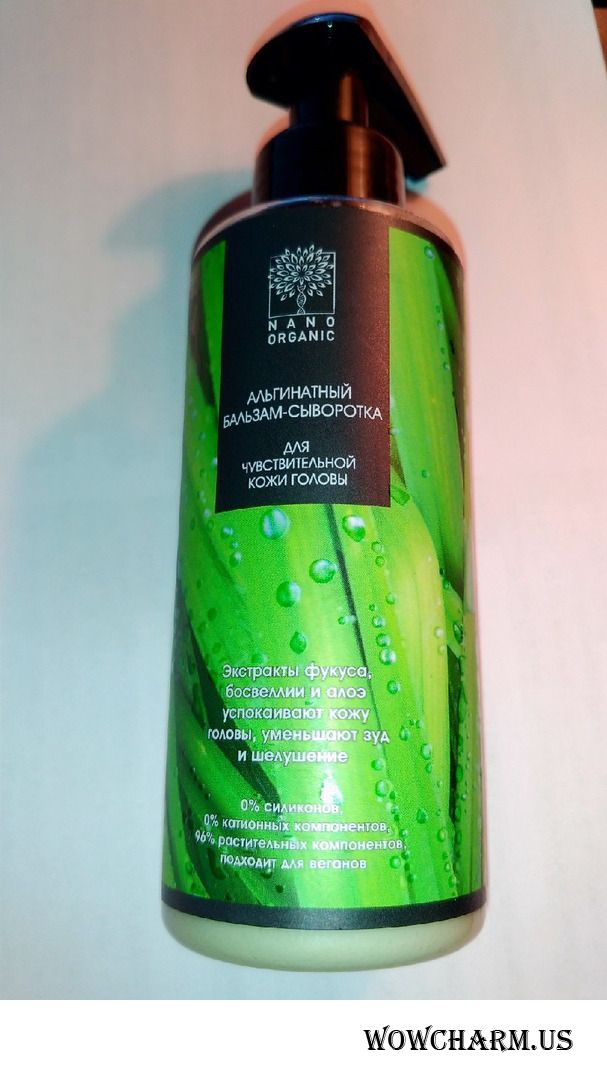 NANO
ORGANIC
АЛЬГИНАТНЫЙ
БАЛЬЗАМ-СЫВОРОТКА
ДЛЯ
ЧУВСТВИТЕЛЬНОЙ
КОЖИ ГОЛОВЫ
Экстракты фукуса,
босвеллии и алоэ
успокаивают кожу
головы, уменьшают зуд
и шелушение
0% силиконов,
0% катионных компонентов,
96% растительных компонентов,
подходит для веганов
WOWCHARM.US